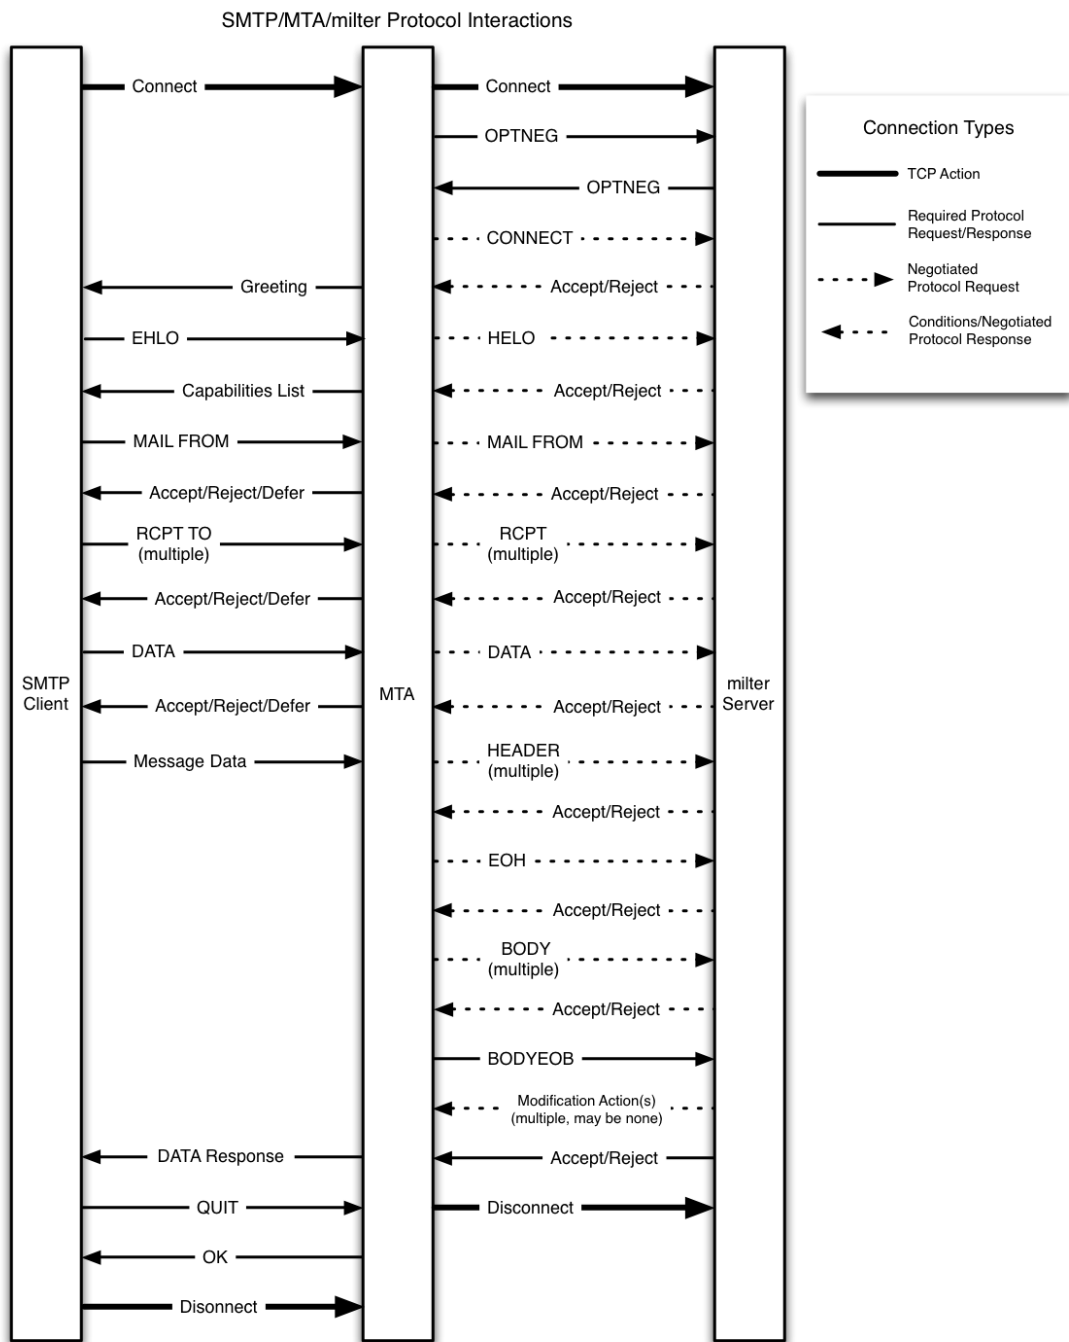 SMTP/MTA/milter Protocol Interactions
Connect
Connect
Connection Types
OPTNEG
TCP Action
OPTNEG
Required Protocol
Request/Response
CONNECT
Negotiated
Protocol Request
Greeting
Accept/Reject
EHLO
HELO
Conditions/Negotiated
Protocol Response
Capabilities List
Accept/Reject
MAIL FROM
MAIL FROM
Accept/Reject/Defer
Accept/Reject
RCPT TO
(multiple)
RCPT
(multiple)
Accept/Reject/Defer
Accept/Reject
DATA
DATA
SMTP
Client
MTA
milter
Server
Accept/Reject/Defer
Accept/Reject
Message Data
HEADER
(multiple)
Accept/Reject
EOH
Accept/Reject
BODY
(multiple)
Accept/Reject
BODYEOB
Modification Action(s)
(multiple, may be none)
DATA Response
Accept/Reject
QUIT
Disconnect
OK
Disonnect